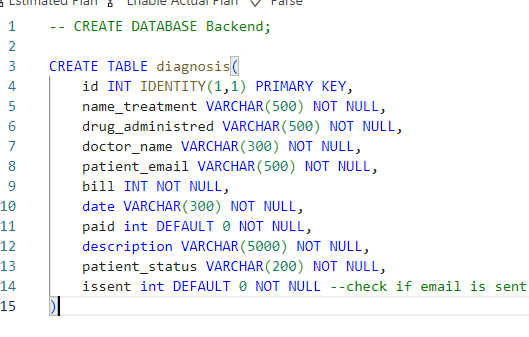 Estimated Plan Enable Actual Plan Parse
1 -- CREATE DATABASE Backend;
2
3 CREATE TABLE diagnosis(
4 id INT IDENTITY(1,1) PRIMARY KEY,
5 name_treatment VARCHAR(500) NOT NULL,
6 drug_administred VARCHAR(500) NOT NULL,
7 doctor_name VARCHAR(300) NOT NULL,
8 patient_email VARCHAR(500) NOT NULL,
9 bill INT NOT NULL,
10 date VARCHAR(300) NOT NULL,
11 paid int DEFAULT 0 NOT NULL,
12 description VARCHAR(5000) NOT NULL,
13 patient_status VARCHAR(200) NOT NULL,
14 issent int DEFAULT 0 NOT NULL --check if email is sent
15 )